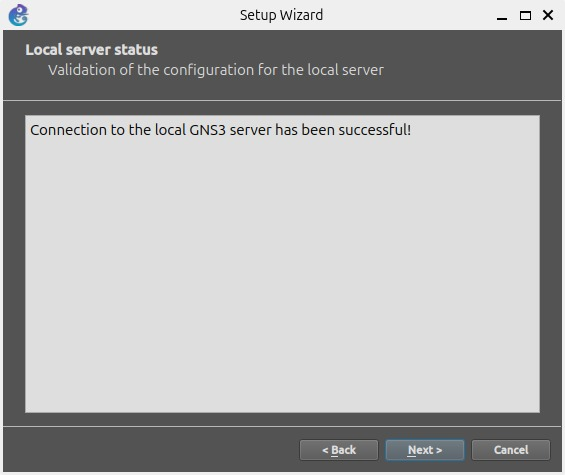 Setup Wizard
Local server status
Validation of the configuration for the local server
Connection to the local GNS3 server has been successful!
< Back
Next >
Cancel